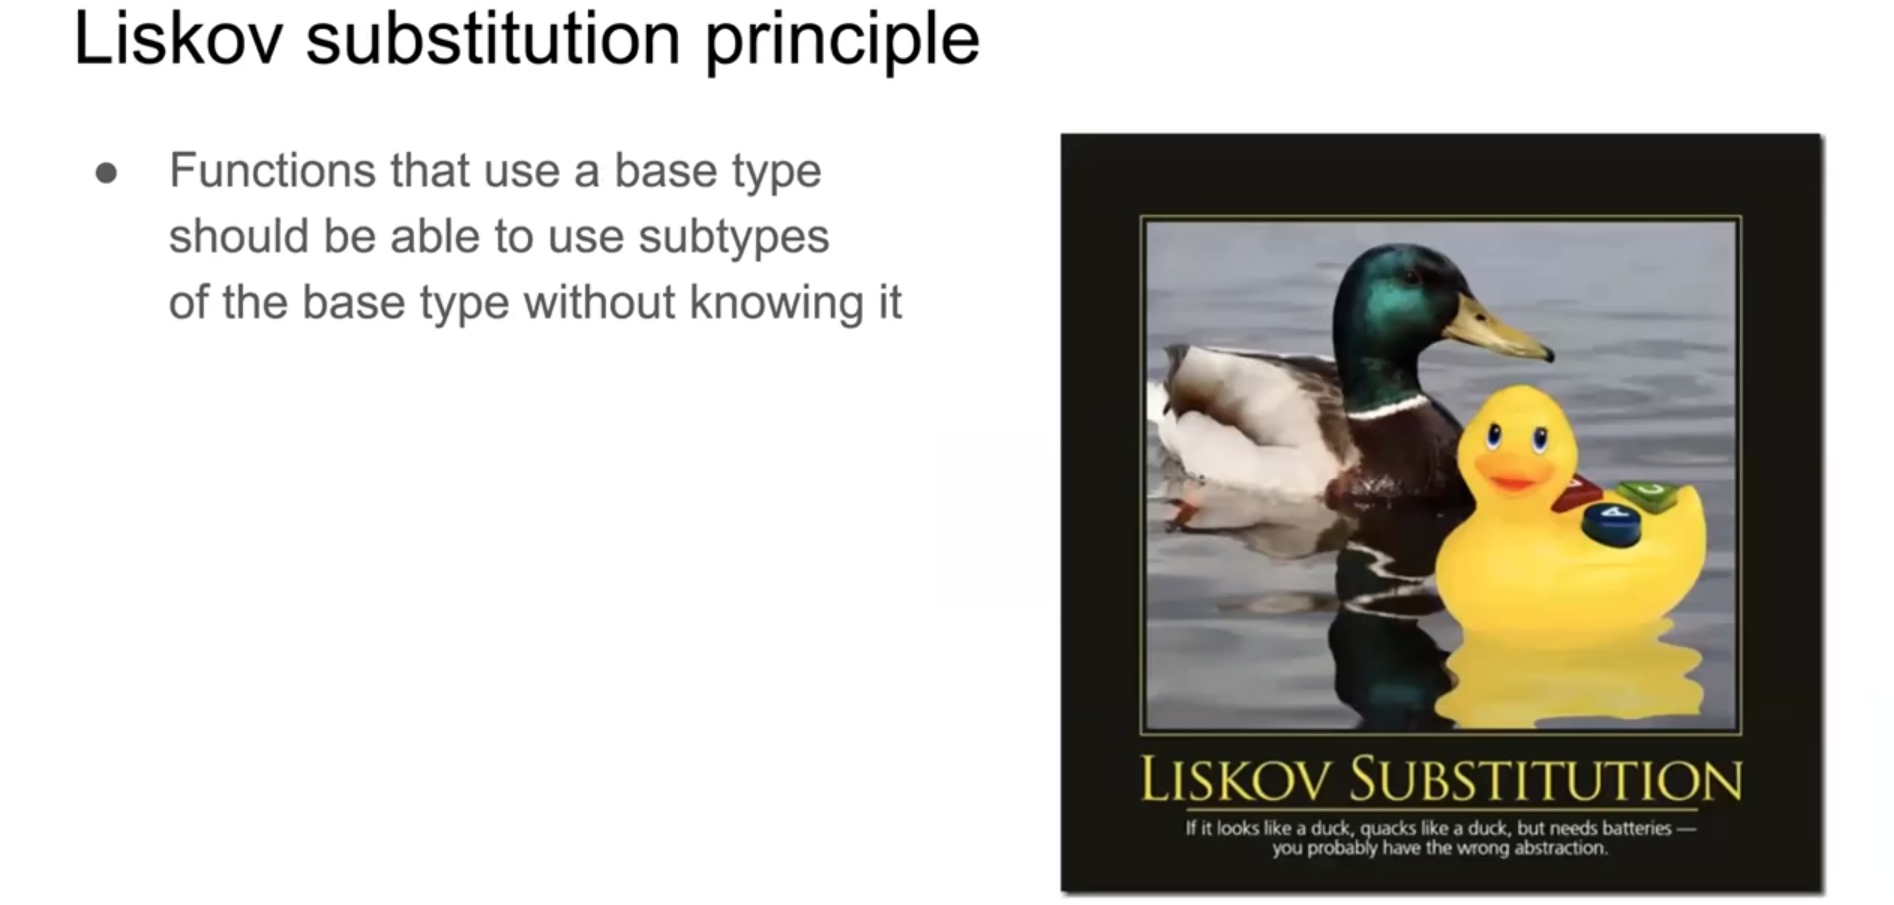 Liskov substitution principle
● Functions that use a base type
should be able to use subtypes
of the base type without knowing it
LISKOV SUBSTITUTION
If it looks like a duck, quacks like a duck, but needs batteries —
you probably have the wrong abstraction.
A
C